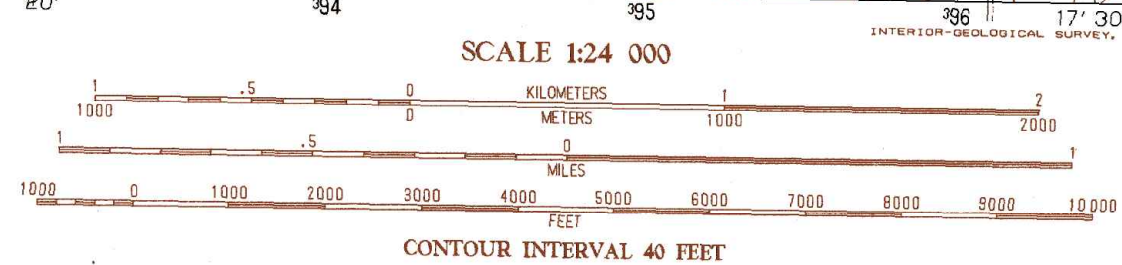 20' ³94 ³95 ³96 17' 30
INTERIOR-GEOLOGICAL SURVEY,
SCALE 1:24 000
1 .5 0 KILOMETERS 1 2
1000 0 METERS 1000 2000
1 .5 0 1
MILES
1000 0 1000 2000 3000 4000 5000 6000 7000 8000 9000 10000
FEET
CONTOUR INTERVAL 40 FEET